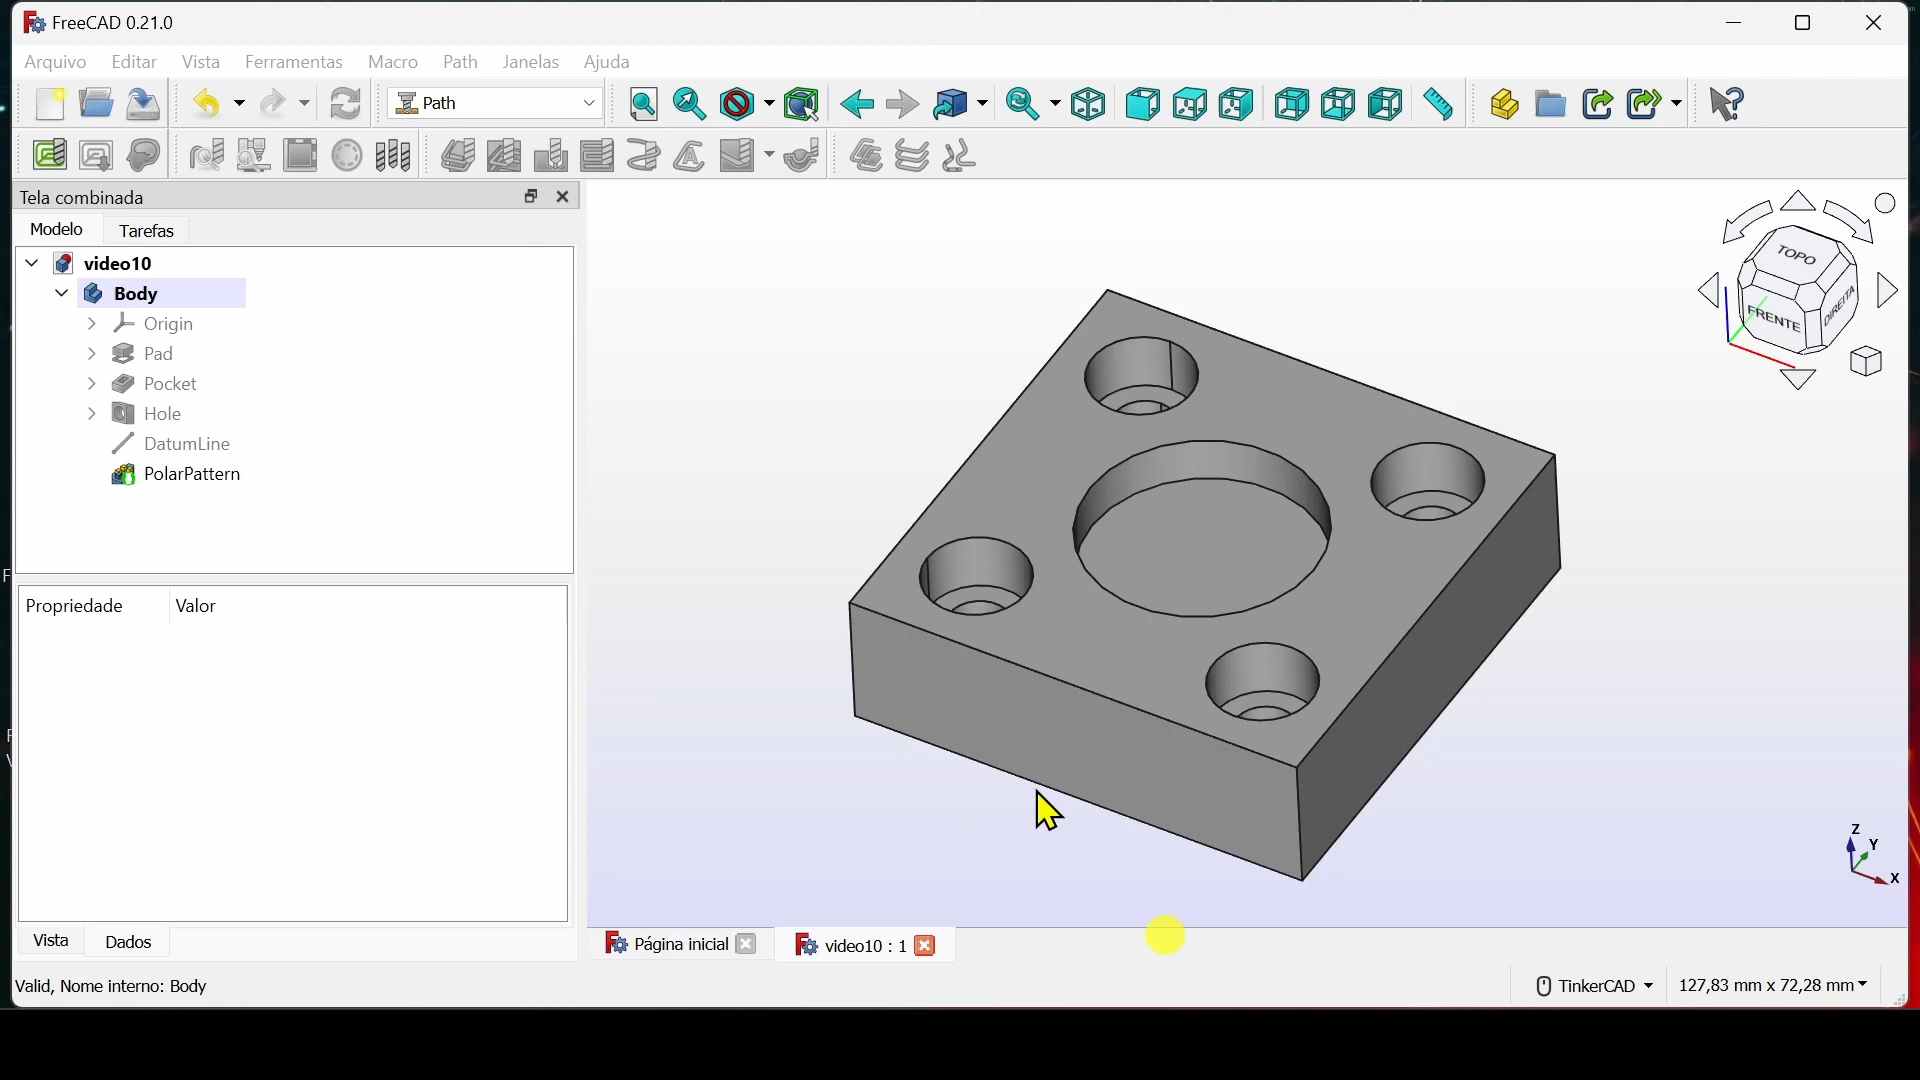 FreeCAD 0.21.0
Arquivo Editar Vista Ferramentas Macro Path Janelas Ajuda
Path
Tela combinada
Modelo Tarefas
video10
Body
Origin
Pad
Pocket
Hole
DatumLine
PolarPattern
Propriedade Valor
Vista Dados
TOPO
FRENTE
DIREITA
Z
Y
X
Página inicial video10 : 1
Valid, Nome interno: Body
TinkerCAD 127,83 mm x 72,28 mm